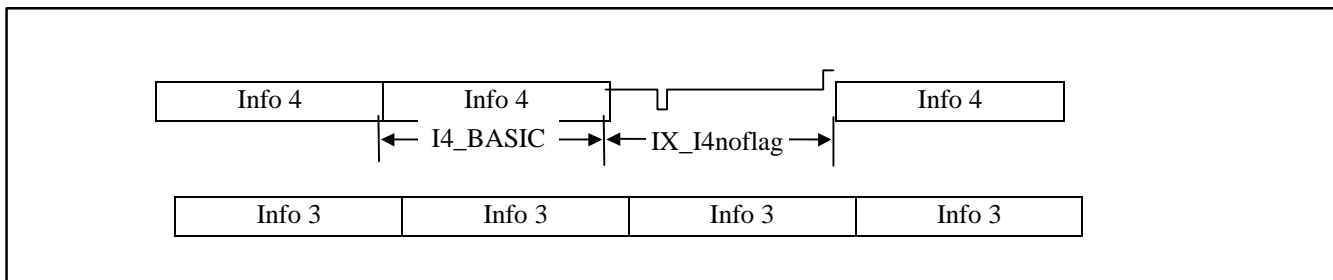 Info 4 Info 4 Info 4
I4_BASIC IX_I4noflag
Info 3 Info 3 Info 3 Info 3